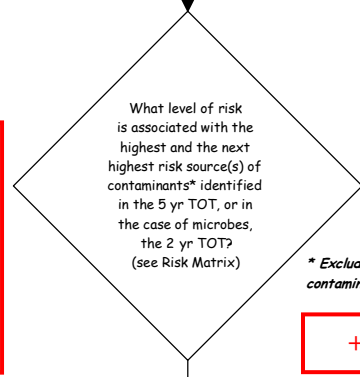 What level of risk
is associated with the
highest and the next
highest risk source(s) of
contaminants* identified
in the 5 yr TOT, or in
the case of microbes,
the 2 yr TOT?
(see Risk Matrix)
*
+